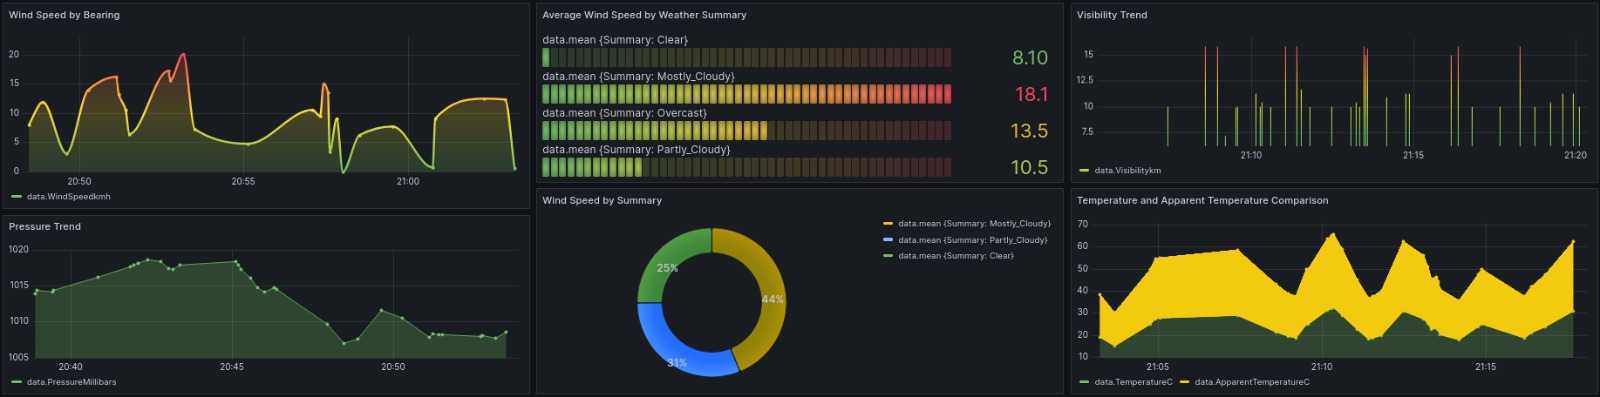 Wind Speed by Bearing
20
15
10
5
0
20:50 20:55 21:00
data.WindSpeedkmh
Pressure Trend
1020
1015
1010
1005
20:40 20:45 20:50
data.PressureMillibars
Average Wind Speed by Weather Summary
data.mean {Summary: Clear}
8.10
data.mean {Summary: Mostly_Cloudy}
18.1
data.mean {Summary: Overcast}
13.5
data.mean {Summary: Partly_Cloudy}
10.5
Wind Speed by Summary
25%
44%
31%
data.mean {Summary: Mostly_Cloudy}
data.mean {Summary: Partly_Cloudy}
data.mean {Summary: Clear}
Visibility Trend
15
12.5
10
7.5
21:10 21:15 21:20
data.Visibilitykm
Temperature and Apparent Temperature Comparison
70
60
50
40
30
20
10
21:05 21:10 21:15
data.TemperatureC data.ApparentTemperatureC